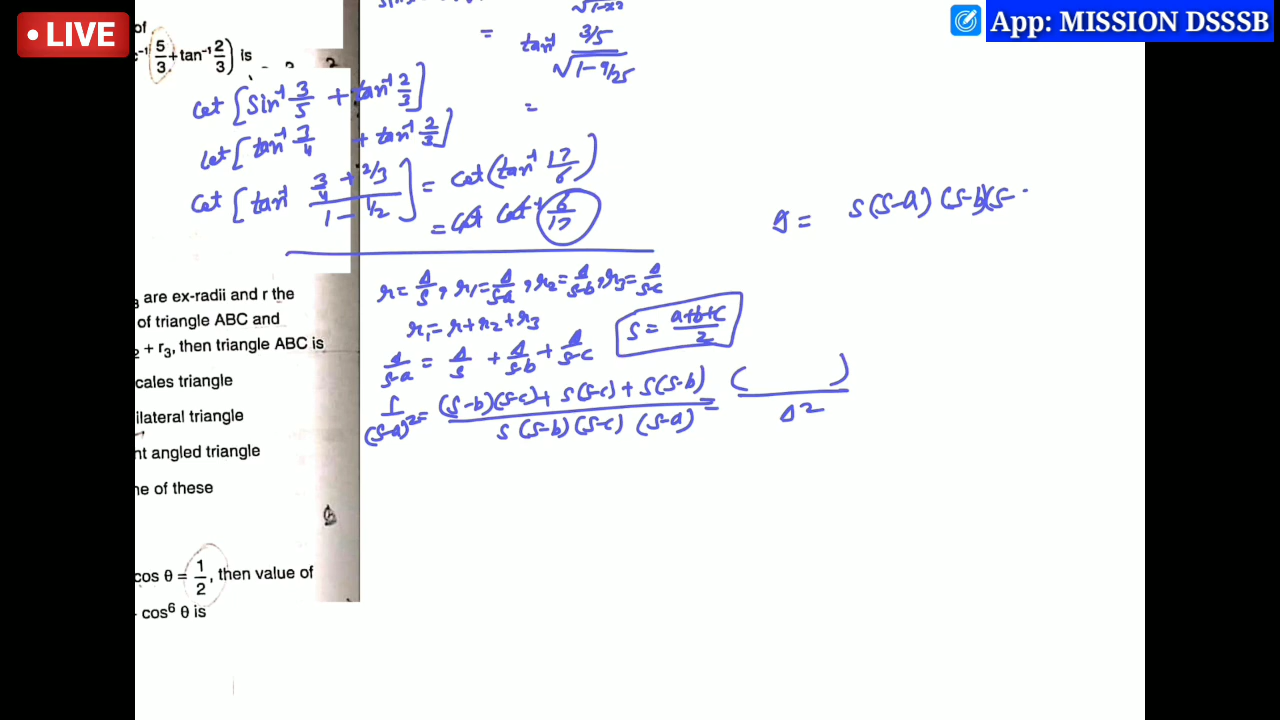 LIVE
App: MISSION DSSSB
of
5/3 + tan⁻¹ 2/3) is
√1-x²
= tan⁻¹ 3/5 / √1-9/25
=
cot [sin⁻¹ 3/5 + tan⁻¹ 2/3]
cot [tan⁻¹ 3/4 + tan⁻¹ 2/3]
cot [tan⁻¹ (3/4 + 2/3) / (1 - 1/2)] = cot (tan⁻¹ 17/6)
= cot cot⁻¹ 6/17
s(s-a) (s-b)(s-
r = Δ/s, r₁ = Δ/s-a, r₂ = Δ/s-b, r₃ = Δ/s-c
r₁ = r + r₂ + r₃
s = a+b+c / 2
Δ/s-a = Δ/s + Δ/s-b + Δ/s-c
(s-b)(s-c) + s(s-c) + s(s-b) / s (s-b) (s-c) (s-a) = ( ) / Δ²
3 are ex-radii and r the
of triangle ABC and
2 + r₃, then triangle ABC is
cales triangle
ilateral triangle
nt angled triangle
ne of these
cos θ = 1/2, then value of
cos⁶ θ is